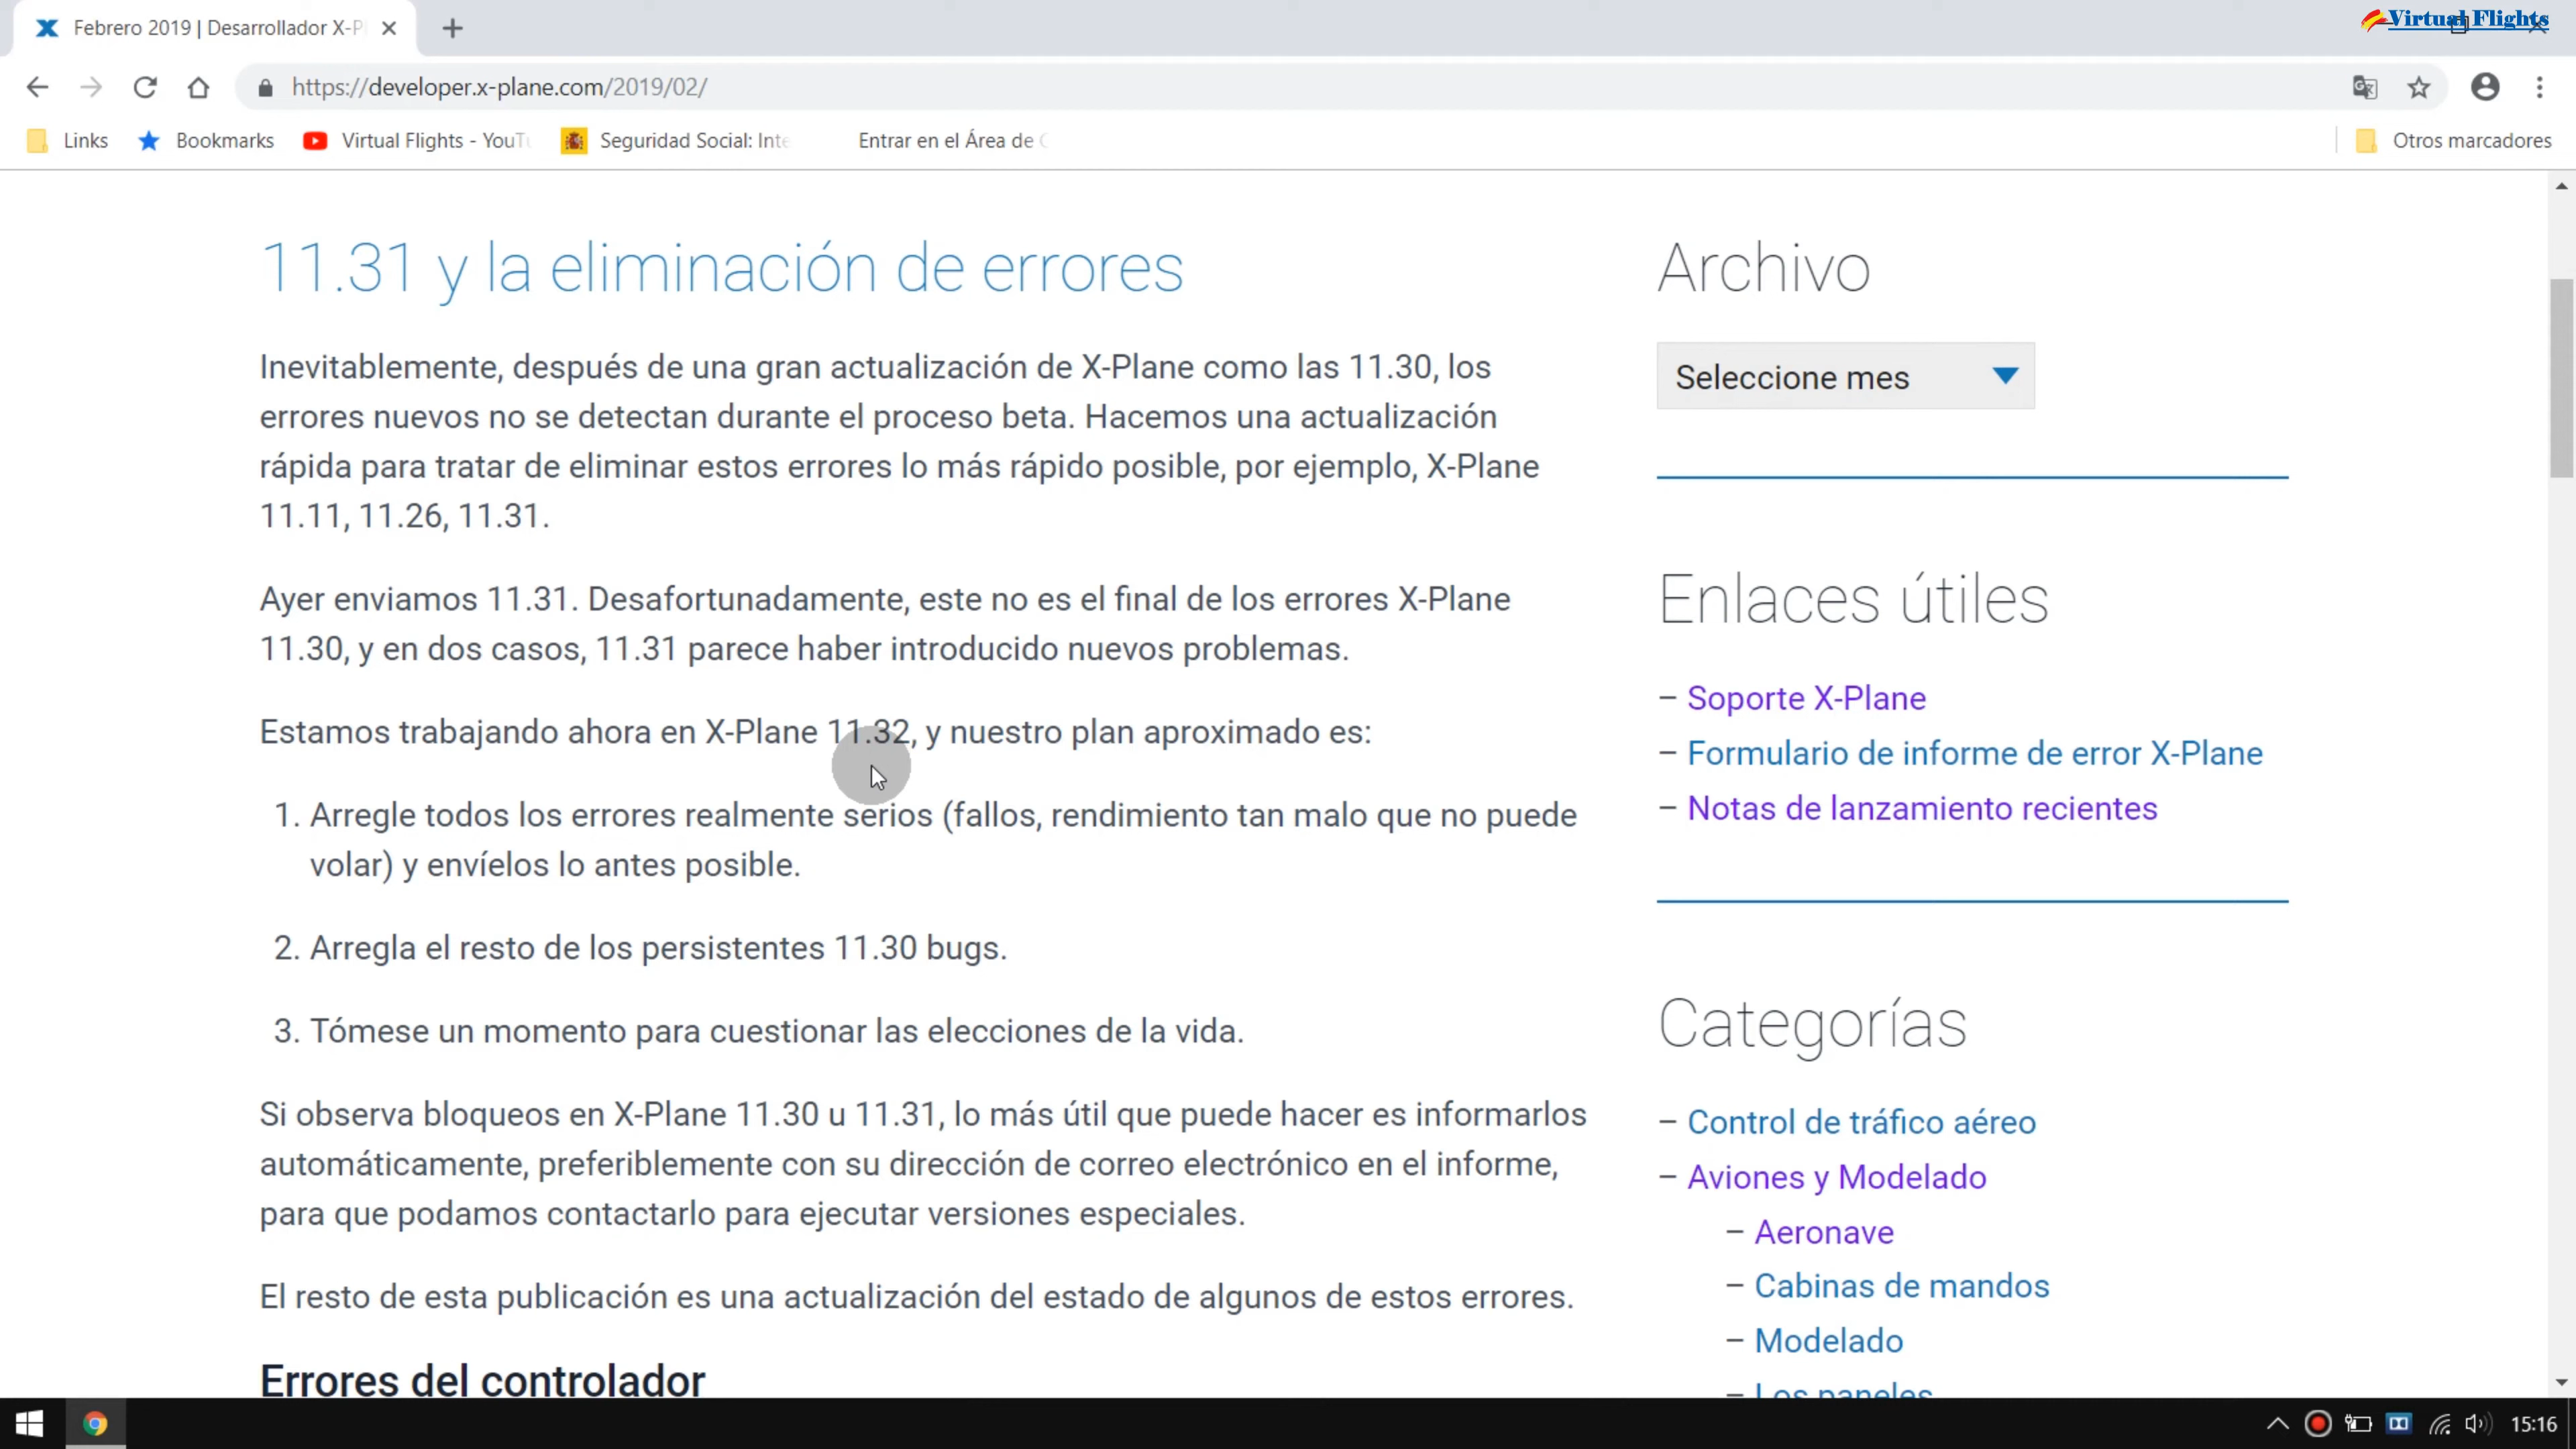 Febrero 2019 | Desarrollador X-P
Virtual Flights
https://developer.x-plane.com/2019/02/
Links
Bookmarks
Virtual Flights - YouTu
Seguridad Social: Inte
Entrar en el Área de C
Otros marcadores
11.31 y la eliminación de errores
Inevitablemente, después de una gran actualización de X-Plane como las 11.30, los
errores nuevos no se detectan durante el proceso beta. Hacemos una actualización
rápida para tratar de eliminar estos errores lo más rápido posible, por ejemplo, X-Plane
11.11, 11.26, 11.31.
Ayer enviamos 11.31. Desafortunadamente, este no es el final de los errores X-Plane
11.30, y en dos casos, 11.31 parece haber introducido nuevos problemas.
Estamos trabajando ahora en X-Plane 11.32, y nuestro plan aproximado es:
1. Arregle todos los errores realmente serios (fallos, rendimiento tan malo que no puede
volar) y envíelos lo antes posible.
2. Arregla el resto de los persistentes 11.30 bugs.
3. Tómese un momento para cuestionar las elecciones de la vida.
Si observa bloqueos en X-Plane 11.30 u 11.31, lo más útil que puede hacer es informarlos
automáticamente, preferiblemente con su dirección de correo electrónico en el informe,
para que podamos contactarlo para ejecutar versiones especiales.
El resto de esta publicación es una actualización del estado de algunos de estos errores.
Errores del controlador
Archivo
Seleccione mes
Enlaces útiles
– Soporte X-Plane
– Formulario de informe de error X-Plane
– Notas de lanzamiento recientes
Categorías
– Control de tráfico aéreo
– Aviones y Modelado
– Aeronave
– Cabinas de mandos
– Modelado
– Los paneles
15:16